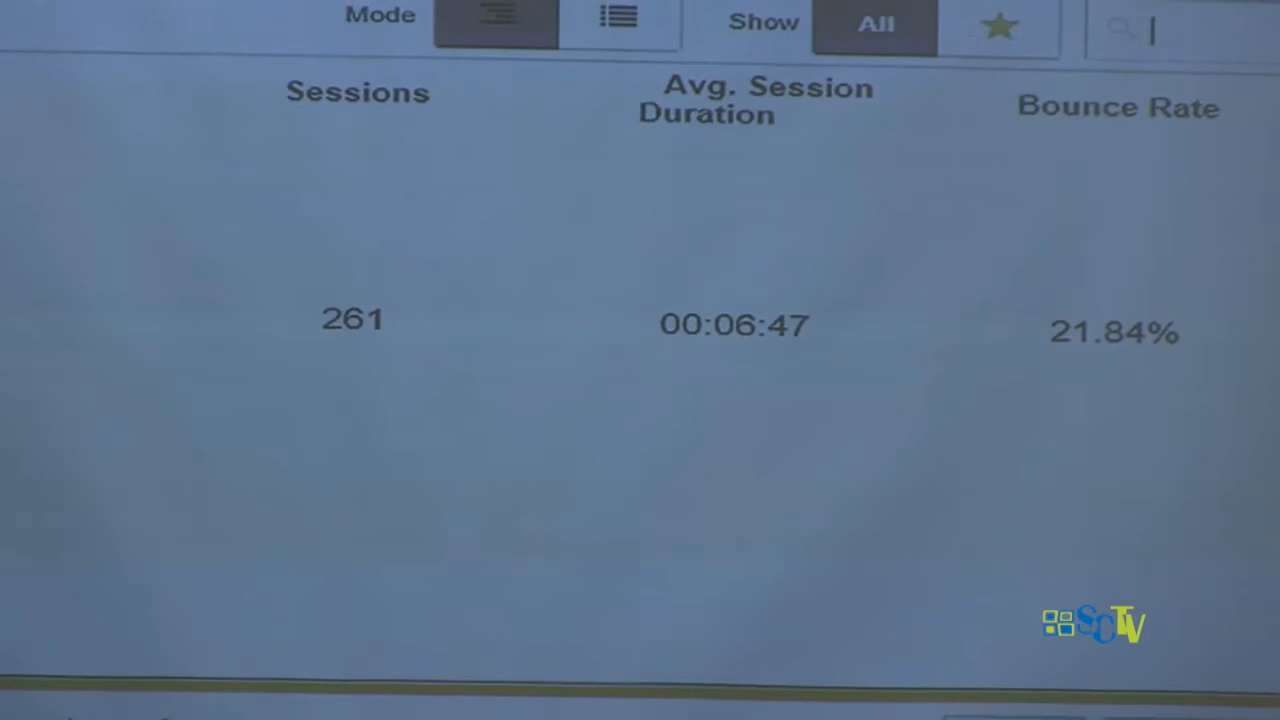 Mode
Show
All
Sessions
Avg. Session
Duration
Bounce Rate
261
00:06:47
21.84%
SCTV